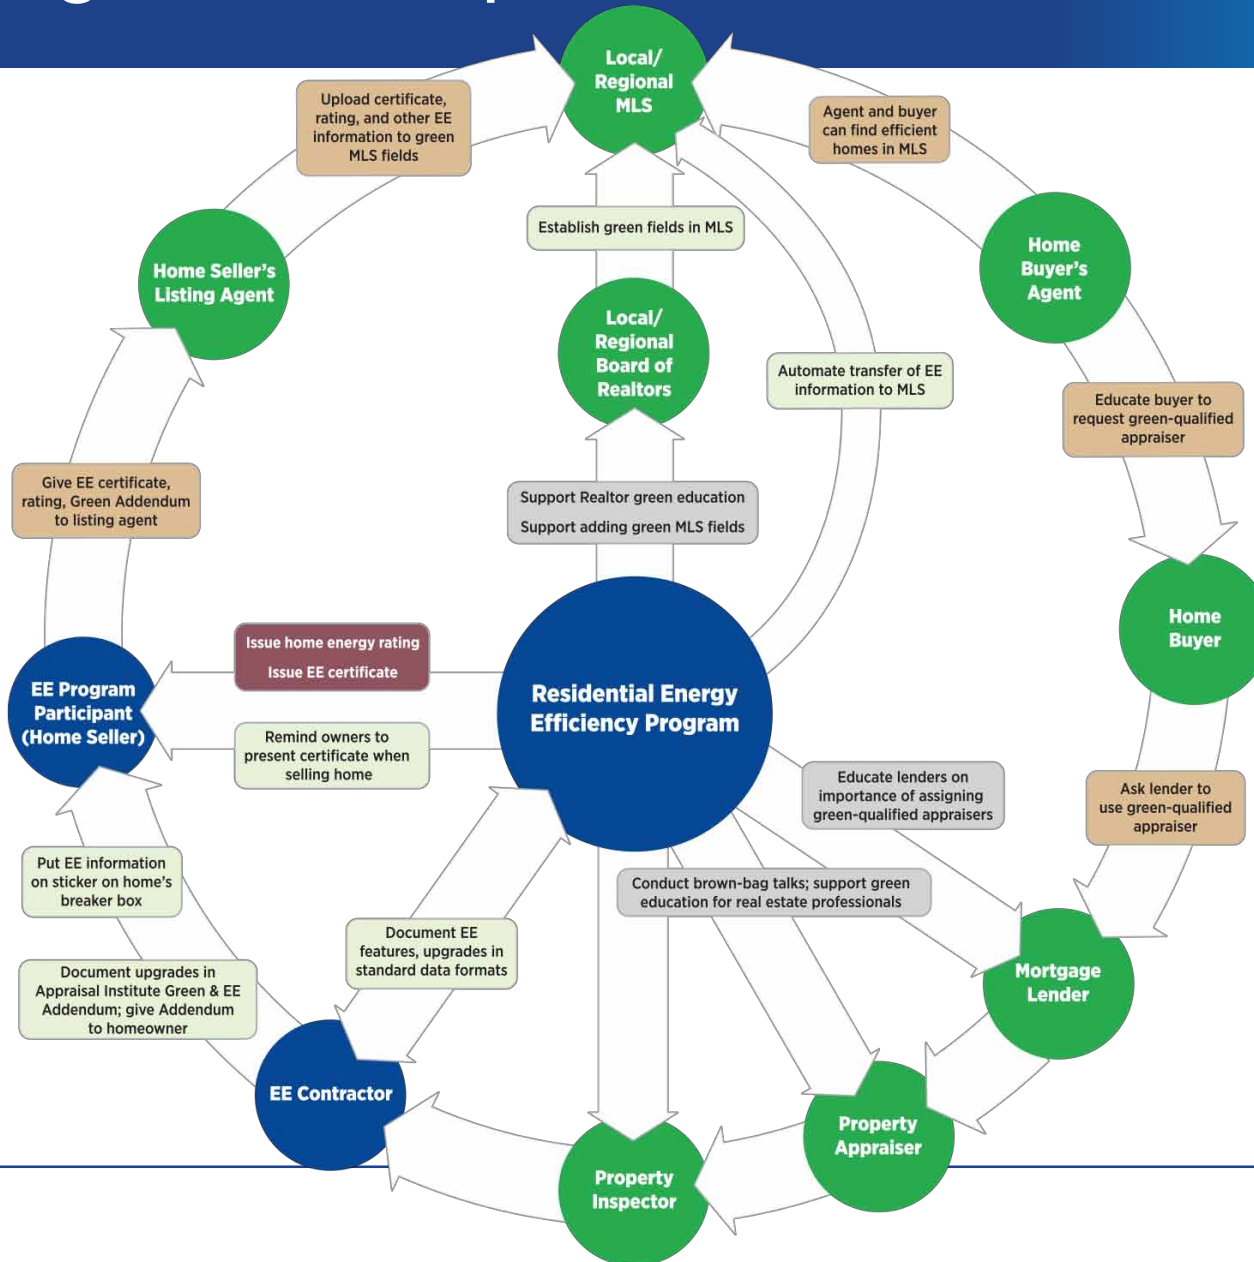 Local/
Regional
MLS
Upload certificate,
rating, and other EE
information to green
MLS fields
Agent and buyer
can find efficient
homes in MLS
Establish green fields in MLS
Home Seller's
Listing Agent
Home
Buyer's
Agent
Local/
Regional
Board of
Realtors
Automate transfer of EE
information to MLS
Educate buyer to
request green-qualified
appraiser
Give EE certificate,
rating, Green Addendum
to listing agent
Support Realtor green education
Support adding green MLS fields
Home
Buyer
Issue home energy rating
Issue EE certificate
EE Program
Participant
(Home Seller)
Residential Energy
Efficiency Program
Remind owners to
present certificate when
selling home
Educate lenders on
importance of assigning
green-qualified appraisers
Ask lender to
use green-qualified
appraiser
Put EE information
on sticker on home's
breaker box
Conduct brown-bag talks; support green
education for real estate professionals
Document EE
features, upgrades in
standard data formats
Document upgrades in
Appraisal Institute Green & EE
Addendum; give Addendum
to homeowner
Mortgage
Lender
EE Contractor
Property
Appraiser
Property
Inspector